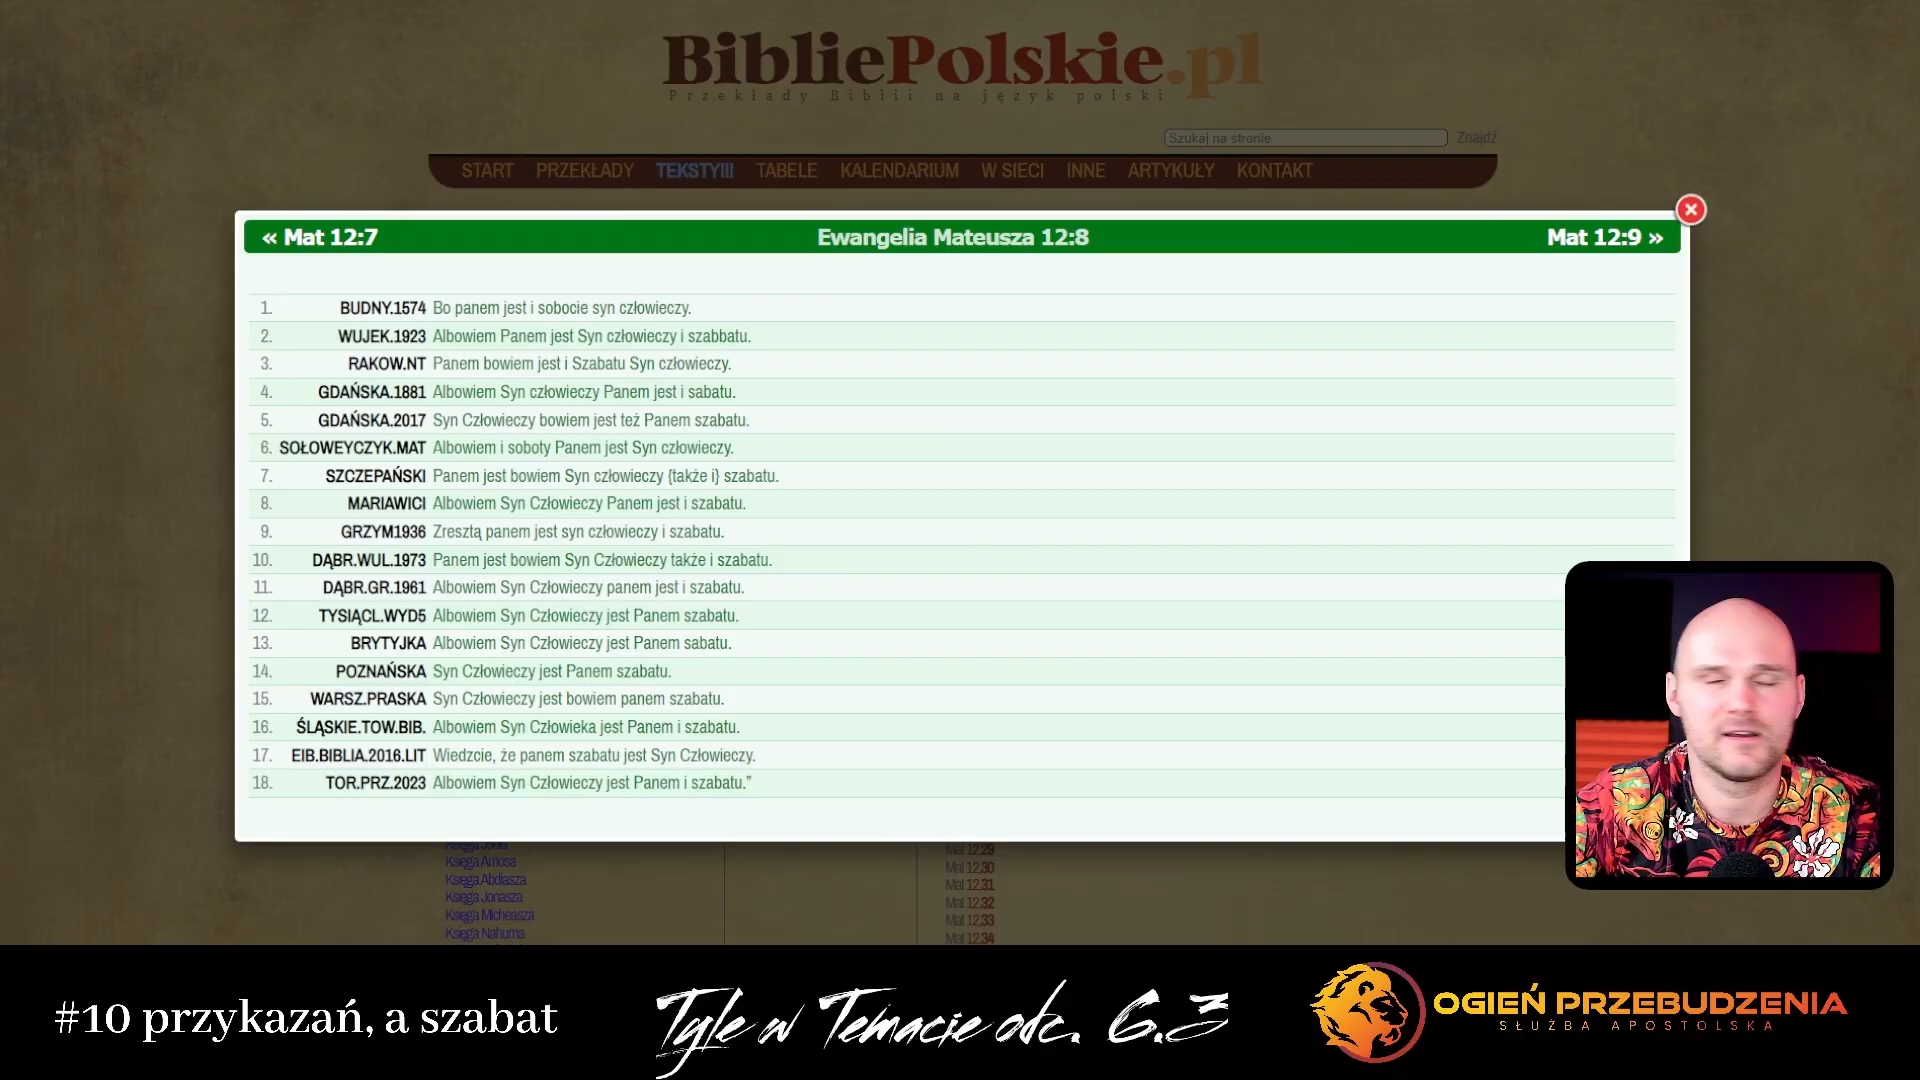 BibliePolskie.pl
Przekłady Biblii na język polski
Szukaj na stronie Znajdź
START PRZEKŁADY TEKSTY!!! TABELE KALENDARIUM W SIECI INNE ARTYKUŁY KONTAKT
« Mat 12:7 Ewangelia Mateusza 12:8 Mat 12:9 »
1. BUDNY.1574 Bo panem jest i sobocie syn człowieczy.
2. WUJEK.1923 Albowiem Panem jest Syn człowieczy i szabbatu.
3. RAKOW.NT Panem bowiem jest i Szabatu Syn człowieczy.
4. GDAŃSKA.1881 Albowiem Syn człowieczy Panem jest i sabatu.
5. GDAŃSKA.2017 Syn Człowieczy bowiem jest też Panem szabatu.
6. SOŁOWEYCZYK.MAT Albowiem i soboty Panem jest Syn człowieczy.
7. SZCZEPAŃSKI Panem jest bowiem Syn człowieczy {także i} szabatu.
8. MARIAWICI Albowiem Syn Człowieczy Panem jest i szabatu.
9. GRZYM1936 Zresztą panem jest syn człowieczy i szabatu.
10. DĄBR.WUL.1973 Panem jest bowiem Syn Człowieczy także i szabatu.
11. DĄBR.GR.1961 Albowiem Syn Człowieczy panem jest i szabatu.
12. TYSIĄCL.WYD5 Albowiem Syn Człowieczy jest Panem szabatu.
13. BRYTYJKA Albowiem Syn Człowieczy jest Panem sabatu.
14. POZNAŃSKA Syn Człowieczy jest Panem szabatu.
15. WARSZ.PRASKA Syn Człowieczy jest bowiem panem szabatu.
16. ŚLĄSKIE.TOW.BIB. Albowiem Syn Człowieka jest Panem i szabatu.
17. EIB.BIBLIA.2016.LIT Wiedzcie, że panem szabatu jest Syn Człowieczy.
18. TOR.PRZ.2023 Albowiem Syn Człowieczy jest Panem i szabatu.”
Księga Joela Mat 12,29
Księga Amosa Mat 12,30
Księga Abdiasza Mat 12,31
Księga Jonasza Mat 12,32
Księga Micheasza Mat 12,33
Księga Nahuma Mat 12,34
#10 przykazań, a szabat
Tyle w Temacie odc. 6.3
OGIEŃ PRZEBUDZENIA
SŁUŻBA APOSTOLSKA